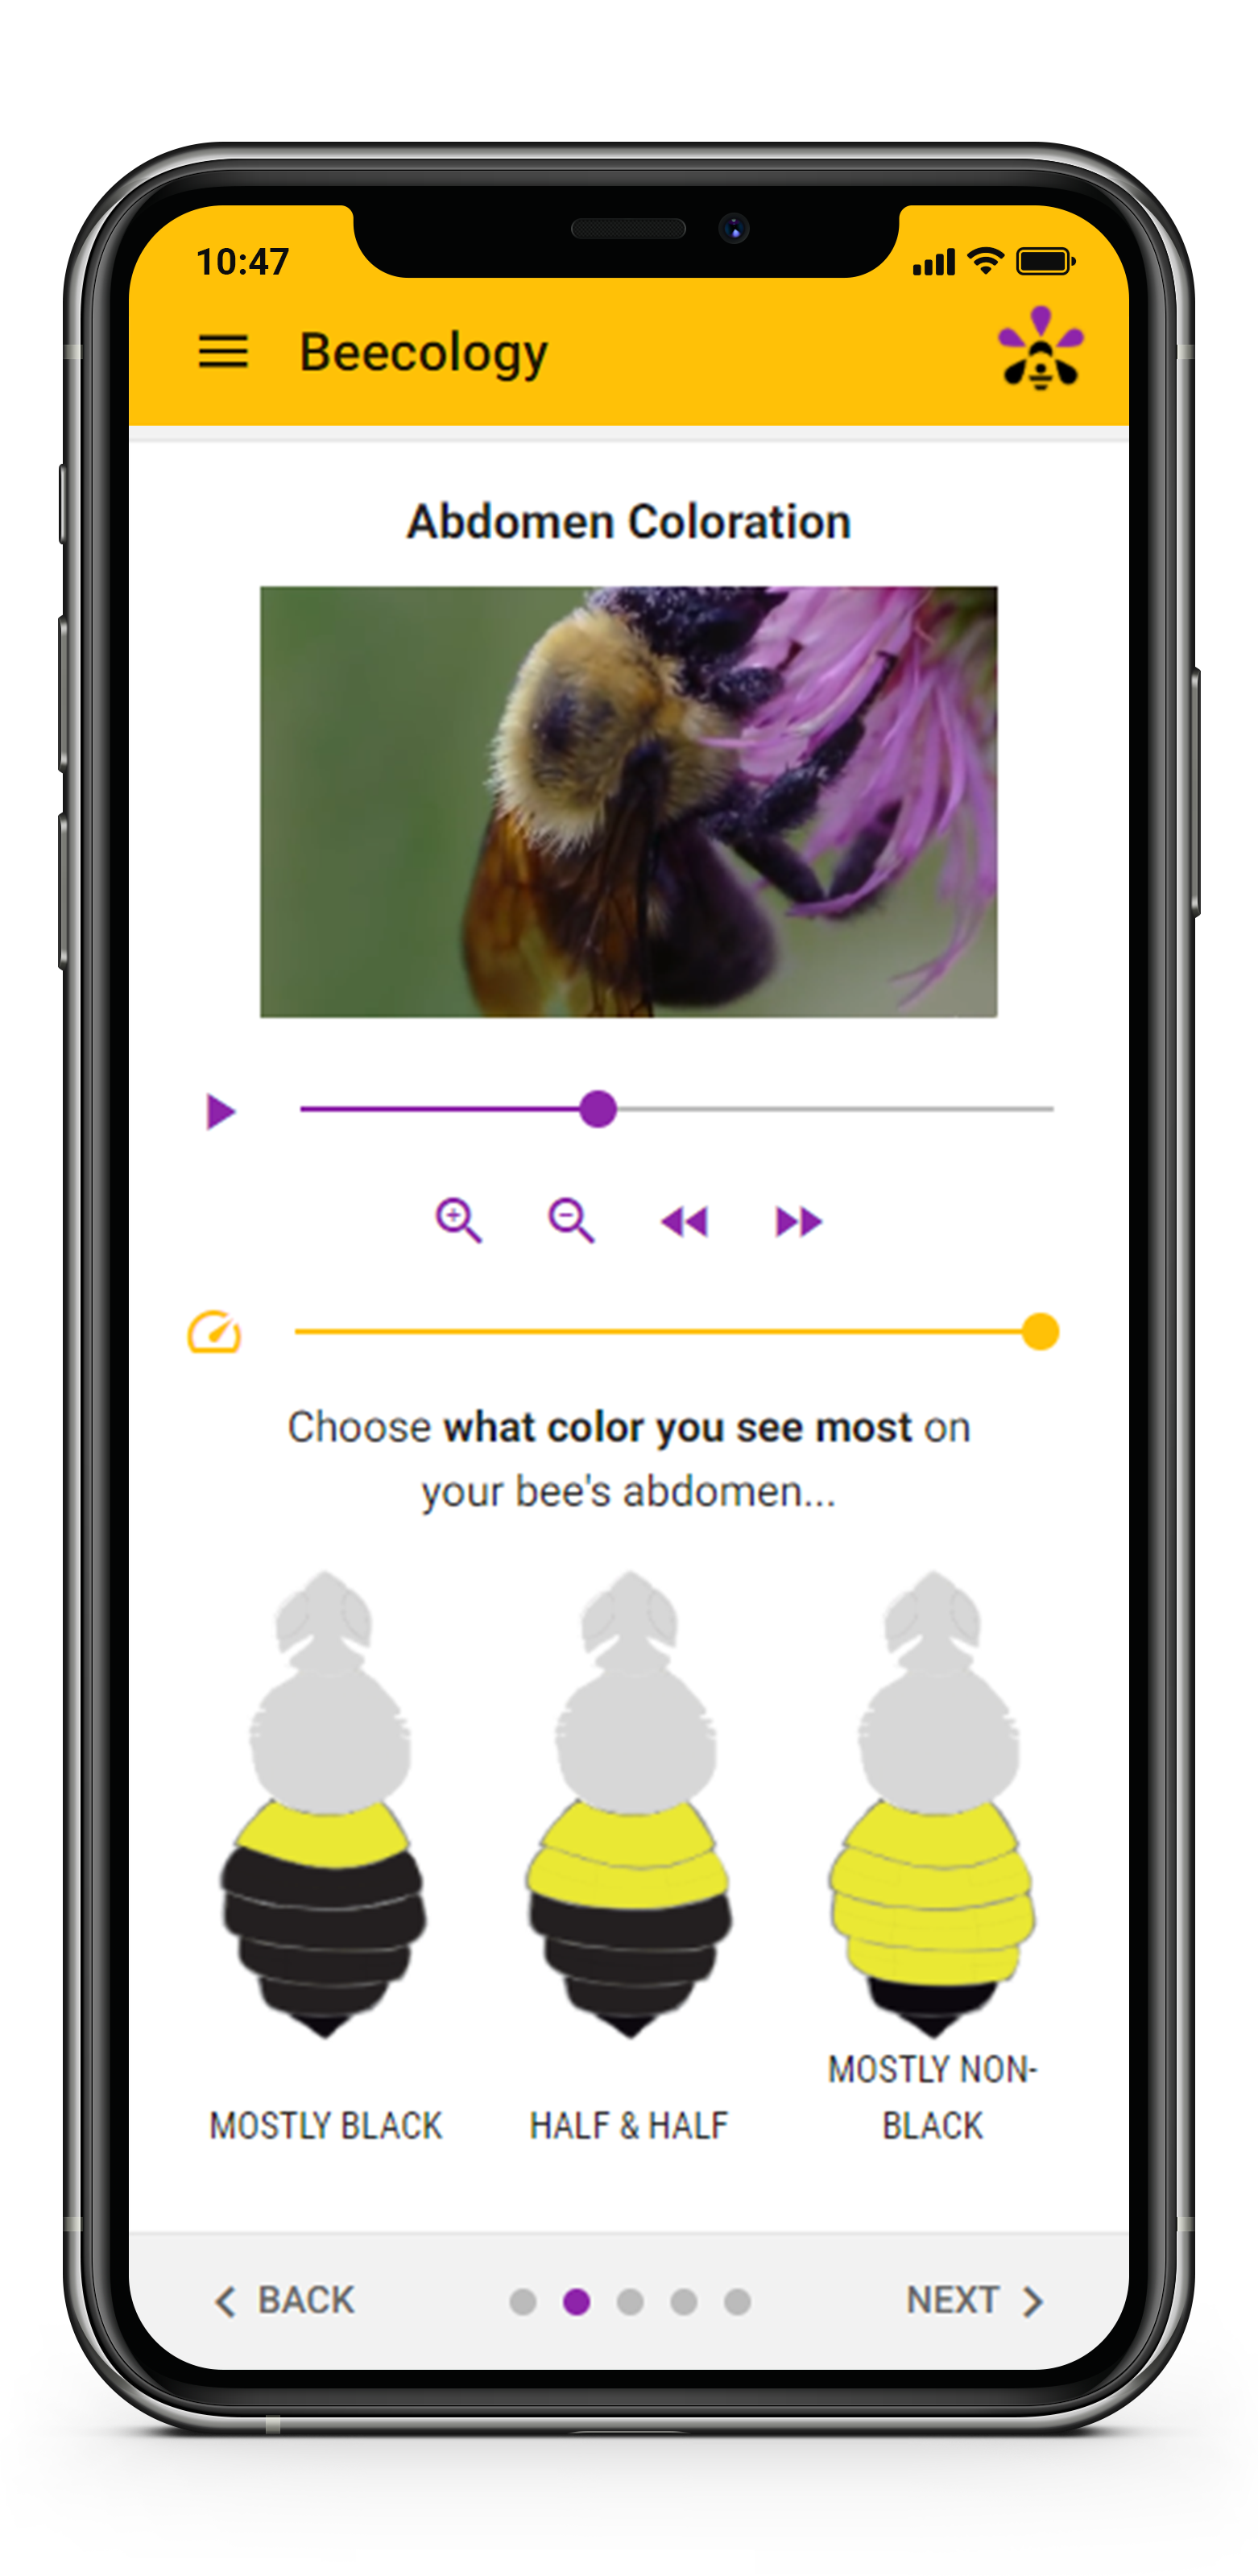 10:47
Beecology
Abdomen Coloration
Choose what color you see most on
your bee's abdomen...
MOSTLY BLACK
HALF & HALF
MOSTLY NON-
BLACK
BACK
NEXT